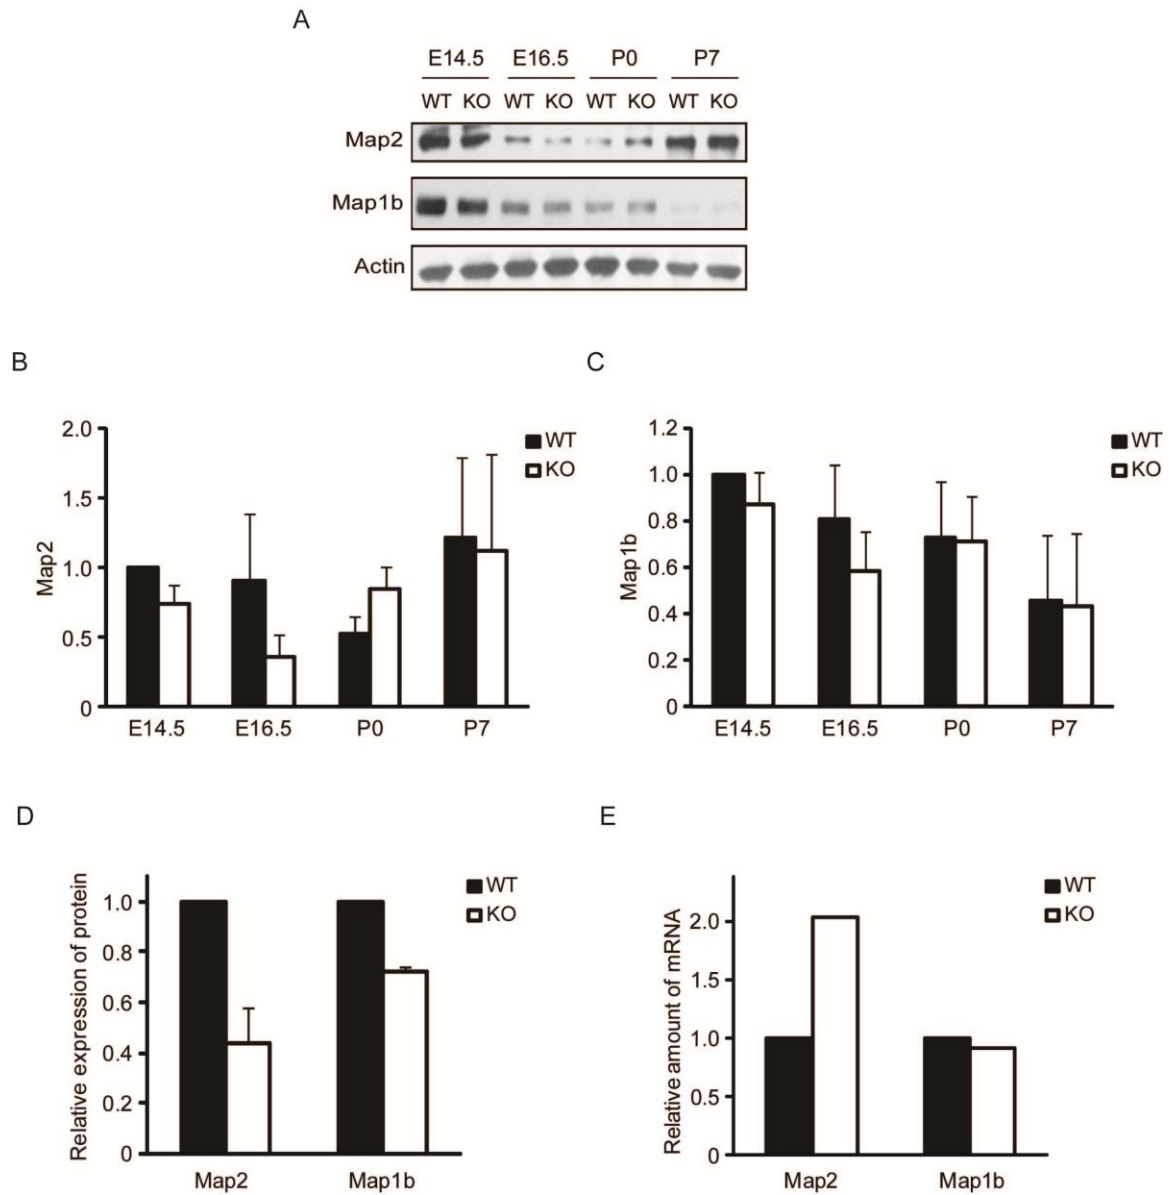 A
E14.5 E16.5 P0 P7
WT KO WT KO WT KO WT KO
Map2
Map1b
Actin
B
2.0
1.5
1.0
0.5
0
Map2
WT
KO
E14.5 E16.5 P0 P7
C
1.2
1.0
0.8
0.6
0.4
0.2
0
Map1b
WT
KO
E14.5 E16.5 P0 P7
D
Relative expression of protein
1.0
0.8
0.6
0.4
0.2
0
WT
KO
Map2 Map1b
E
Relative amount of mRNA
2.0
1.5
1.0
0.5
0
WT
KO
Map2 Map1b